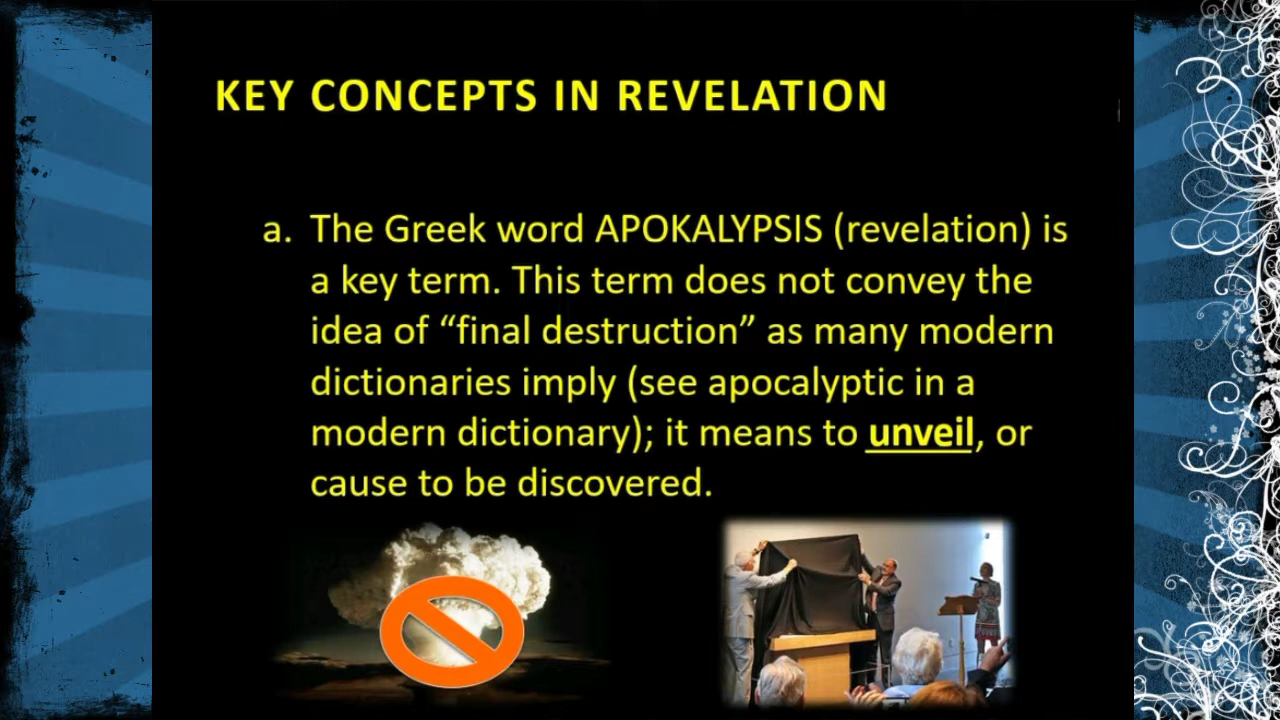 KEY CONCEPTS IN REVELATION
a. The Greek word APOKALYPSIS (revelation) is
a key term. This term does not convey the
idea of “final destruction” as many modern
dictionaries imply (see apocalyptic in a
modern dictionary); it means to unveil, or
cause to be discovered.